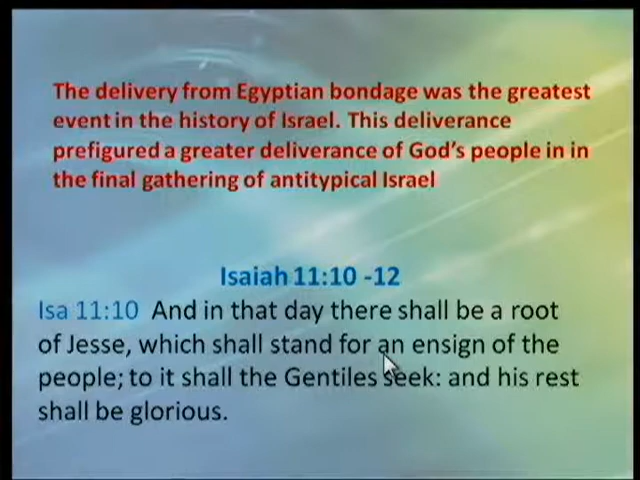 The delivery from Egyptian bondage was the greatest
event in the history of Israel. This deliverance
prefigured a greater deliverance of God's people in in
the final gathering of antitypical Israel
Isaiah 11:10 -12
Isa 11:10 And in that day there shall be a root
of Jesse, which shall stand for an ensign of the
people; to it shall the Gentiles seek: and his rest
shall be glorious.